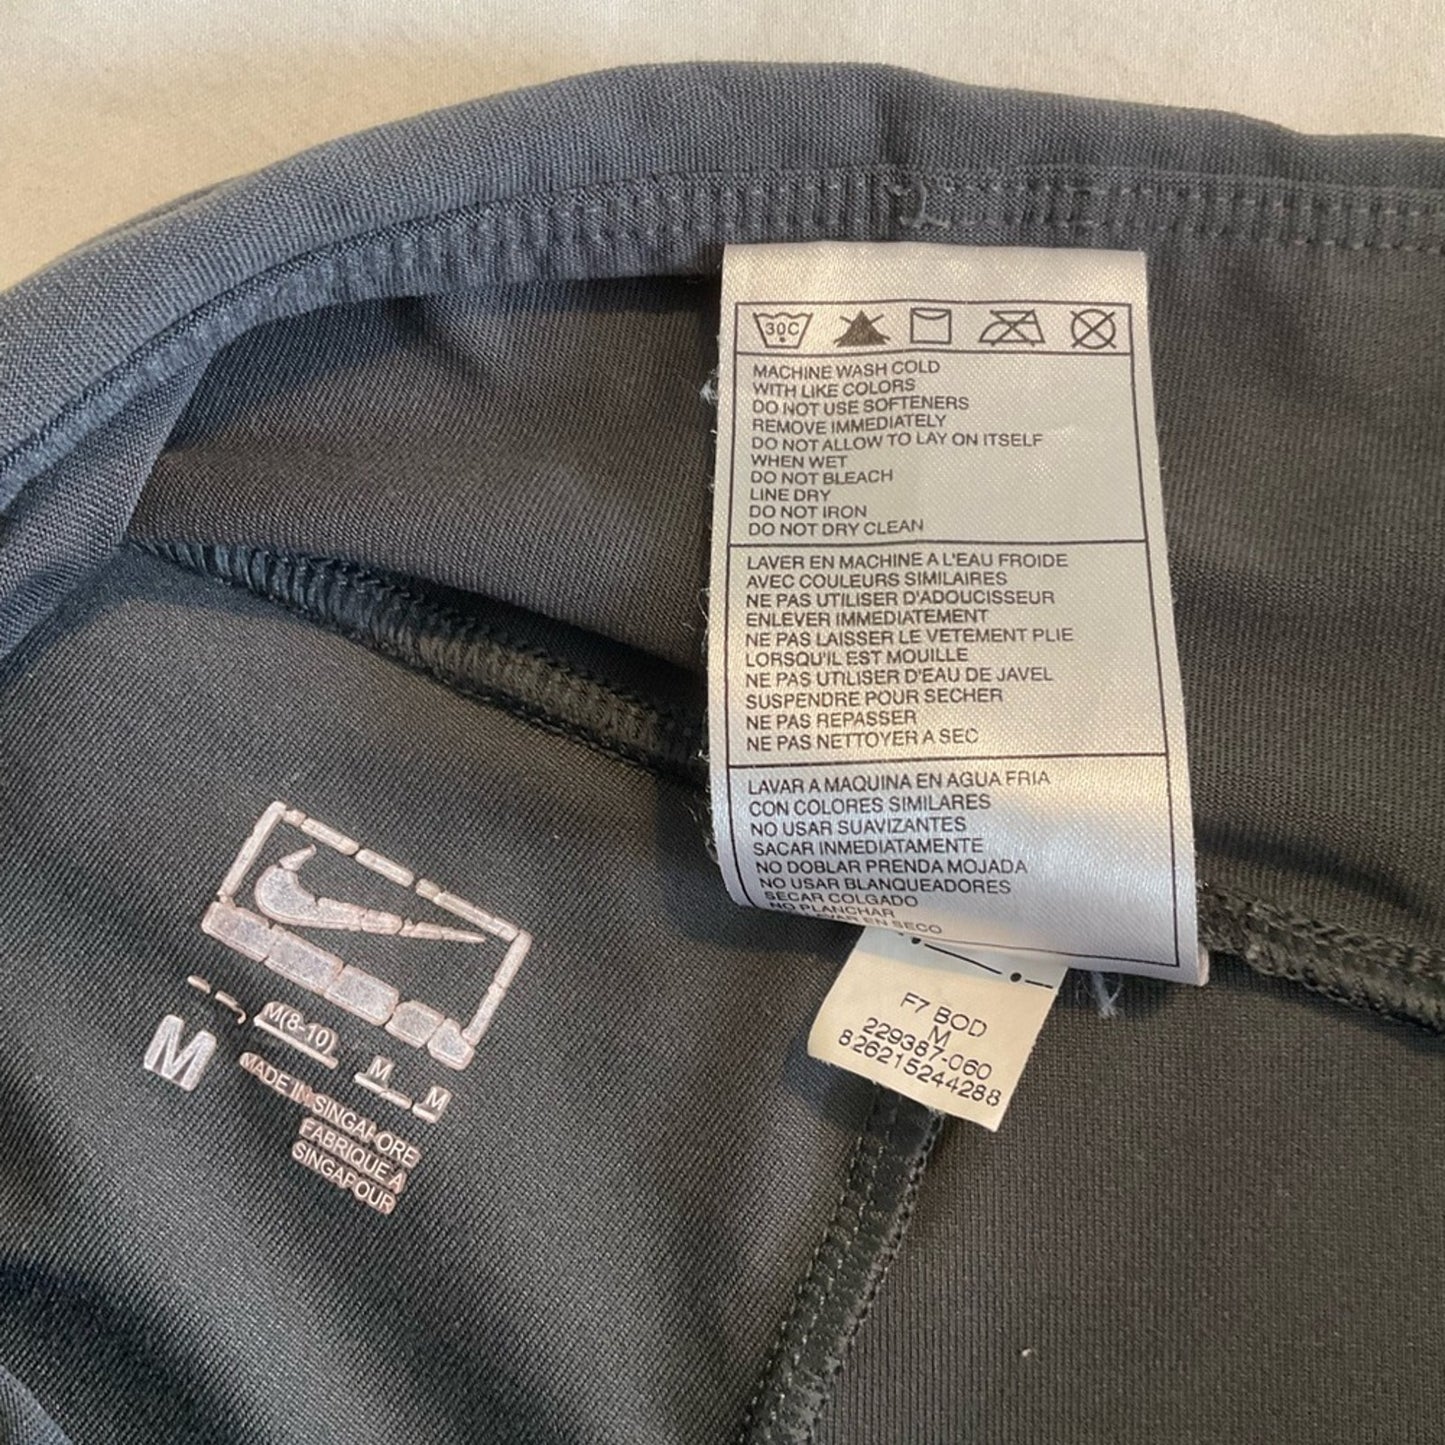 30C
MACHINE WASH COLD
WITH LIKE COLORS
DO NOT USE SOFTENERS
REMOVE IMMEDIATELY
DO NOT ALLOW TO LAY ON ITSELF
WHEN WET
DO NOT BLEACH
LINE DRY
DO NOT IRON
DO NOT DRY CLEAN
LAVER EN MACHINE A L'EAU FROIDE
AVEC COULEURS SIMILAIRES
NE PAS UTILISER D'ADOUCISSEUR
ENLEVER IMMEDIATEMENT
NE PAS LAISSER LE VETEMENT PLIE
LORSQU'IL EST MOUILLE
NE PAS UTILISER D'EAU DE JAVEL
SUSPENDRE POUR SECHER
NE PAS REPASSER
NE PAS NETTOYER A SEC
LAVAR A MAQUINA EN AGUA FRIA
CON COLORES SIMILARES
NO USAR SUAVIZANTES
SACAR INMEDIATAMENTE
NO DOBLAR PRENDA MOJADA
NO USAR BLANQUEADORES
SECAR COLGADO
NO PLANCHAR
LAVAR EN SECO
F7 BOD
M
229387-060
826215244288
M
M(8-10)
M
M
MADE IN SINGAPORE
FABRIQUE A
SINGAPOUR